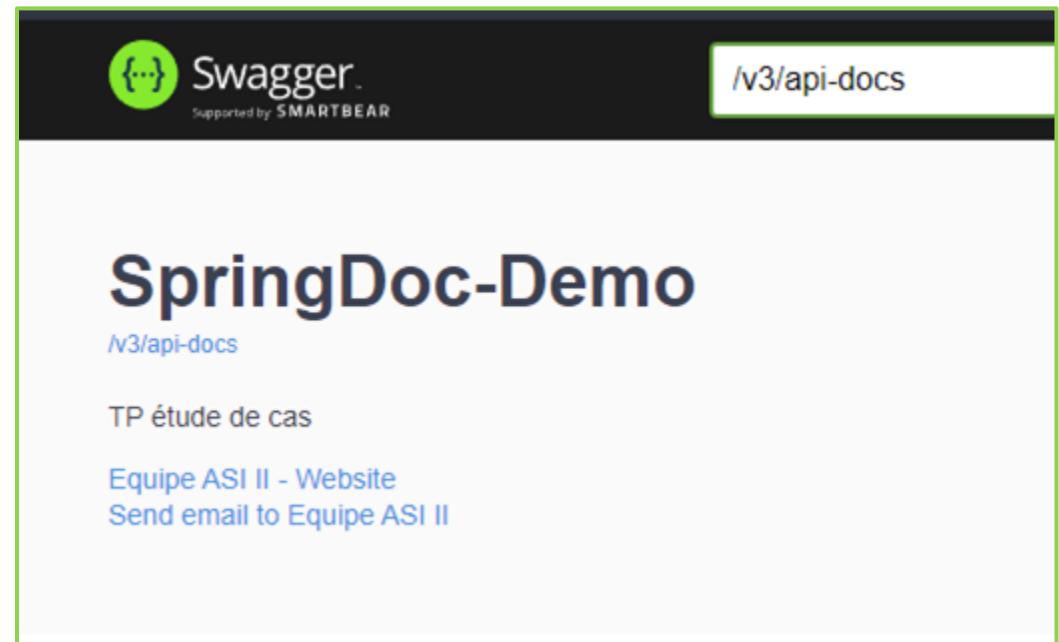 {···} Swagger.
Supported by SMARTBEAR
/v3/api-docs
SpringDoc-Demo
/v3/api-docs
TP étude de cas
Equipe ASI II - Website
Send email to Equipe ASI II